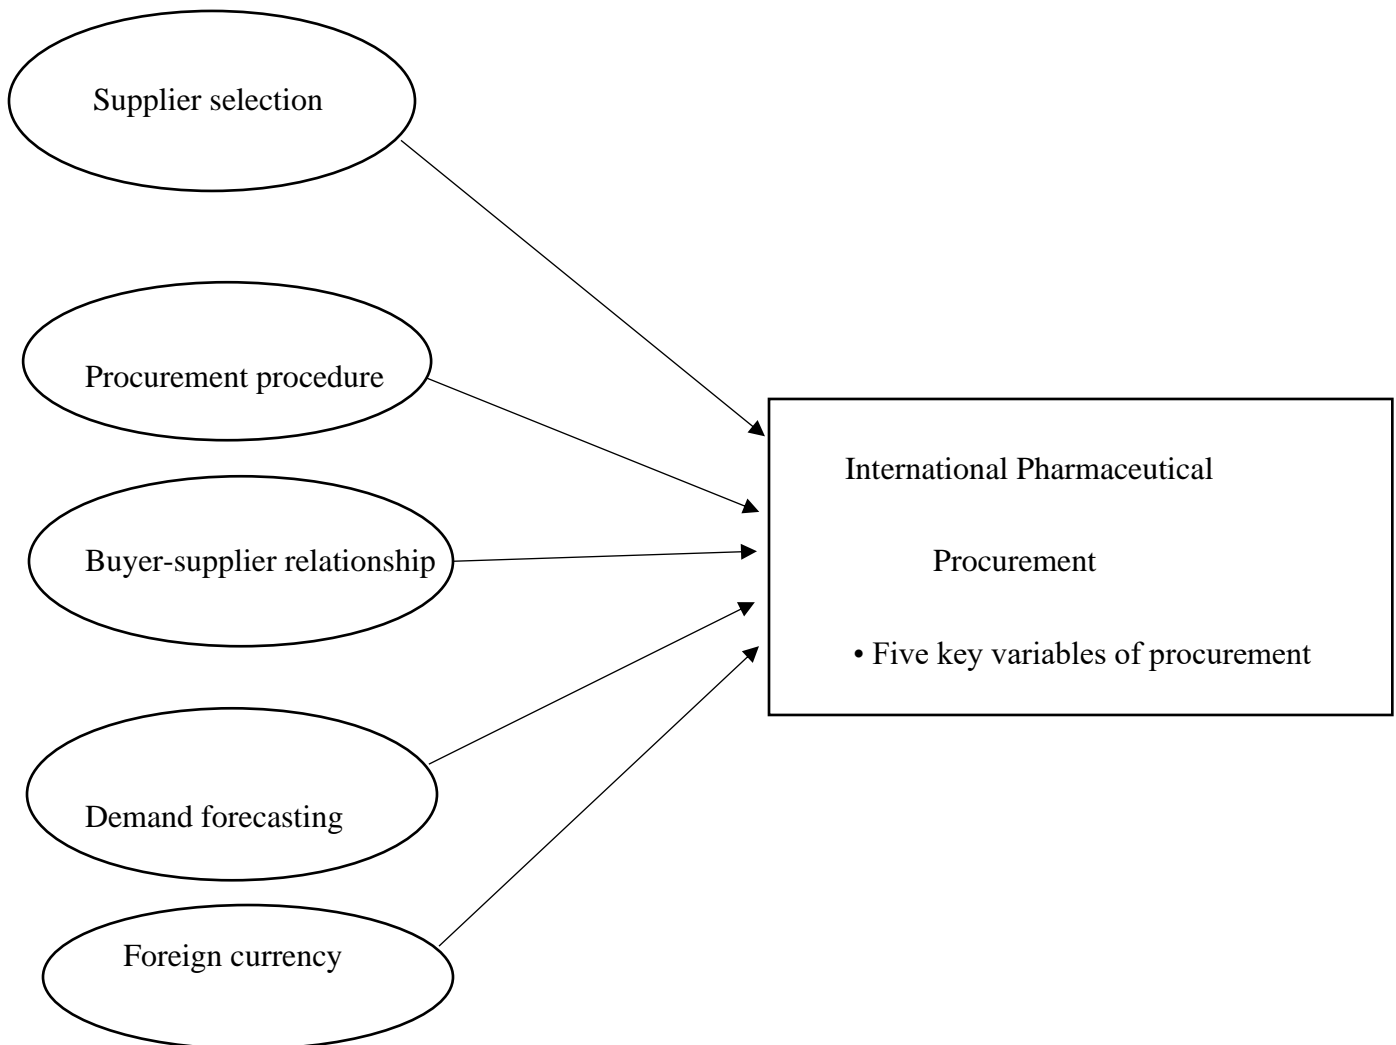 Supplier selection
Procurement procedure
Buyer-supplier relationship
Demand forecasting
Foreign currency
International Pharmaceutical
Procurement
• Five key variables of procurement